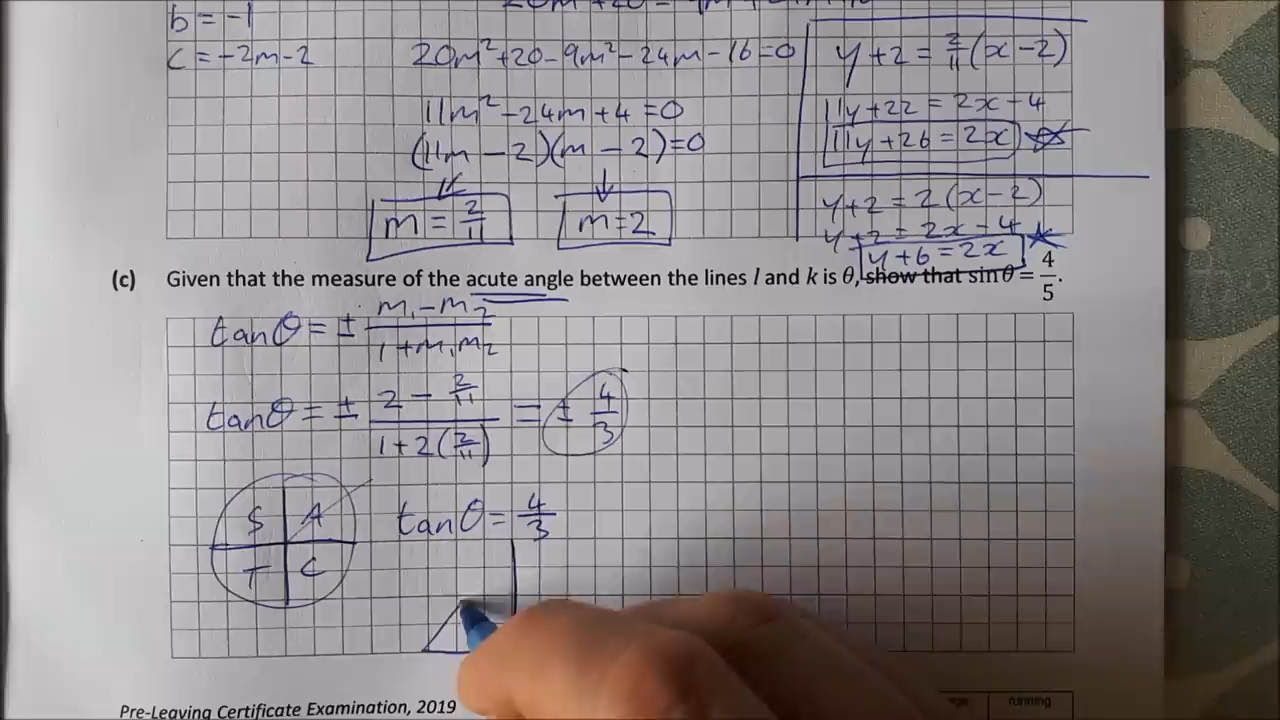 b = -1
c = -2m-2
20m²+20-9m²-24m-16=0
11m²-24m+4=0
(11m-2)(m-2)=0
m = 2/11
m=2
y+2 = 2/11(x-2)
11y+22 = 2x-4
11y+26 = 2x
y+2 = 2(x-2)
y+2 = 2x-4
y+6=2x
(c) Given that the measure of the acute angle between the lines l and k is θ, show that sin θ = 4/5.
tanθ = ± m₁-m₂/1+m₁m₂
tanθ = ± 2-2/11/1+2(2/11) = ± 4/3
S A
T C
tanθ = 4/3
Pre-Leaving Certificate Examination, 2019
running